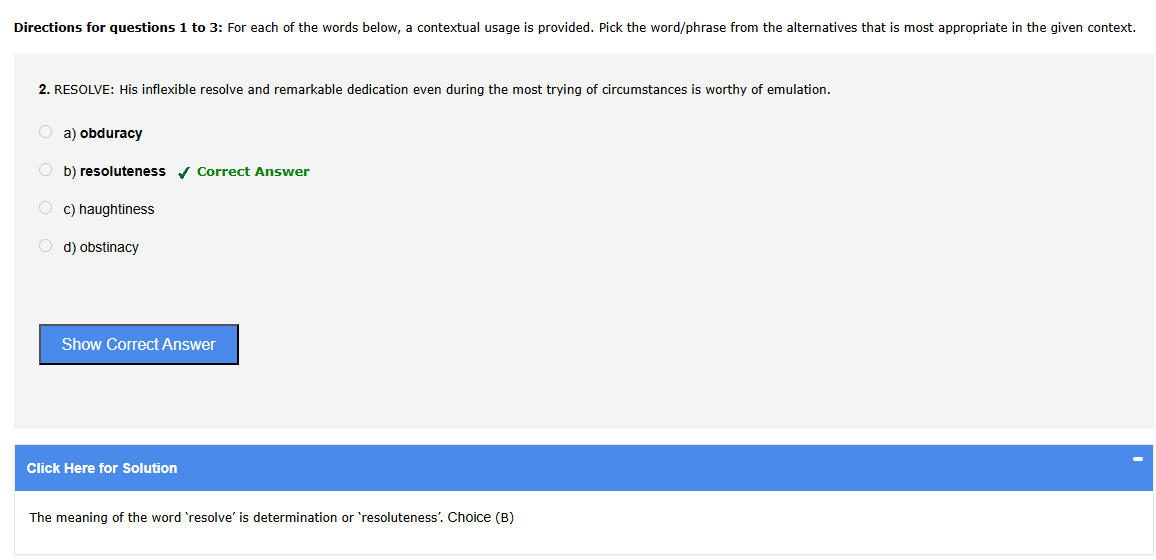 Directions for questions 1 to 3: For each of the words below, a contextual usage is provided. Pick the word/phrase from the alternatives that is most appropriate in the given context.
2. RESOLVE: His inflexible resolve and remarkable dedication even during the most trying of circumstances is worthy of emulation.
a) obduracy
b) resoluteness ✓ Correct Answer
c) haughtiness
d) obstinacy
Show Correct Answer
Click Here for Solution
The meaning of the word ‘resolve’ is determination or ‘resoluteness’. Choice (B)